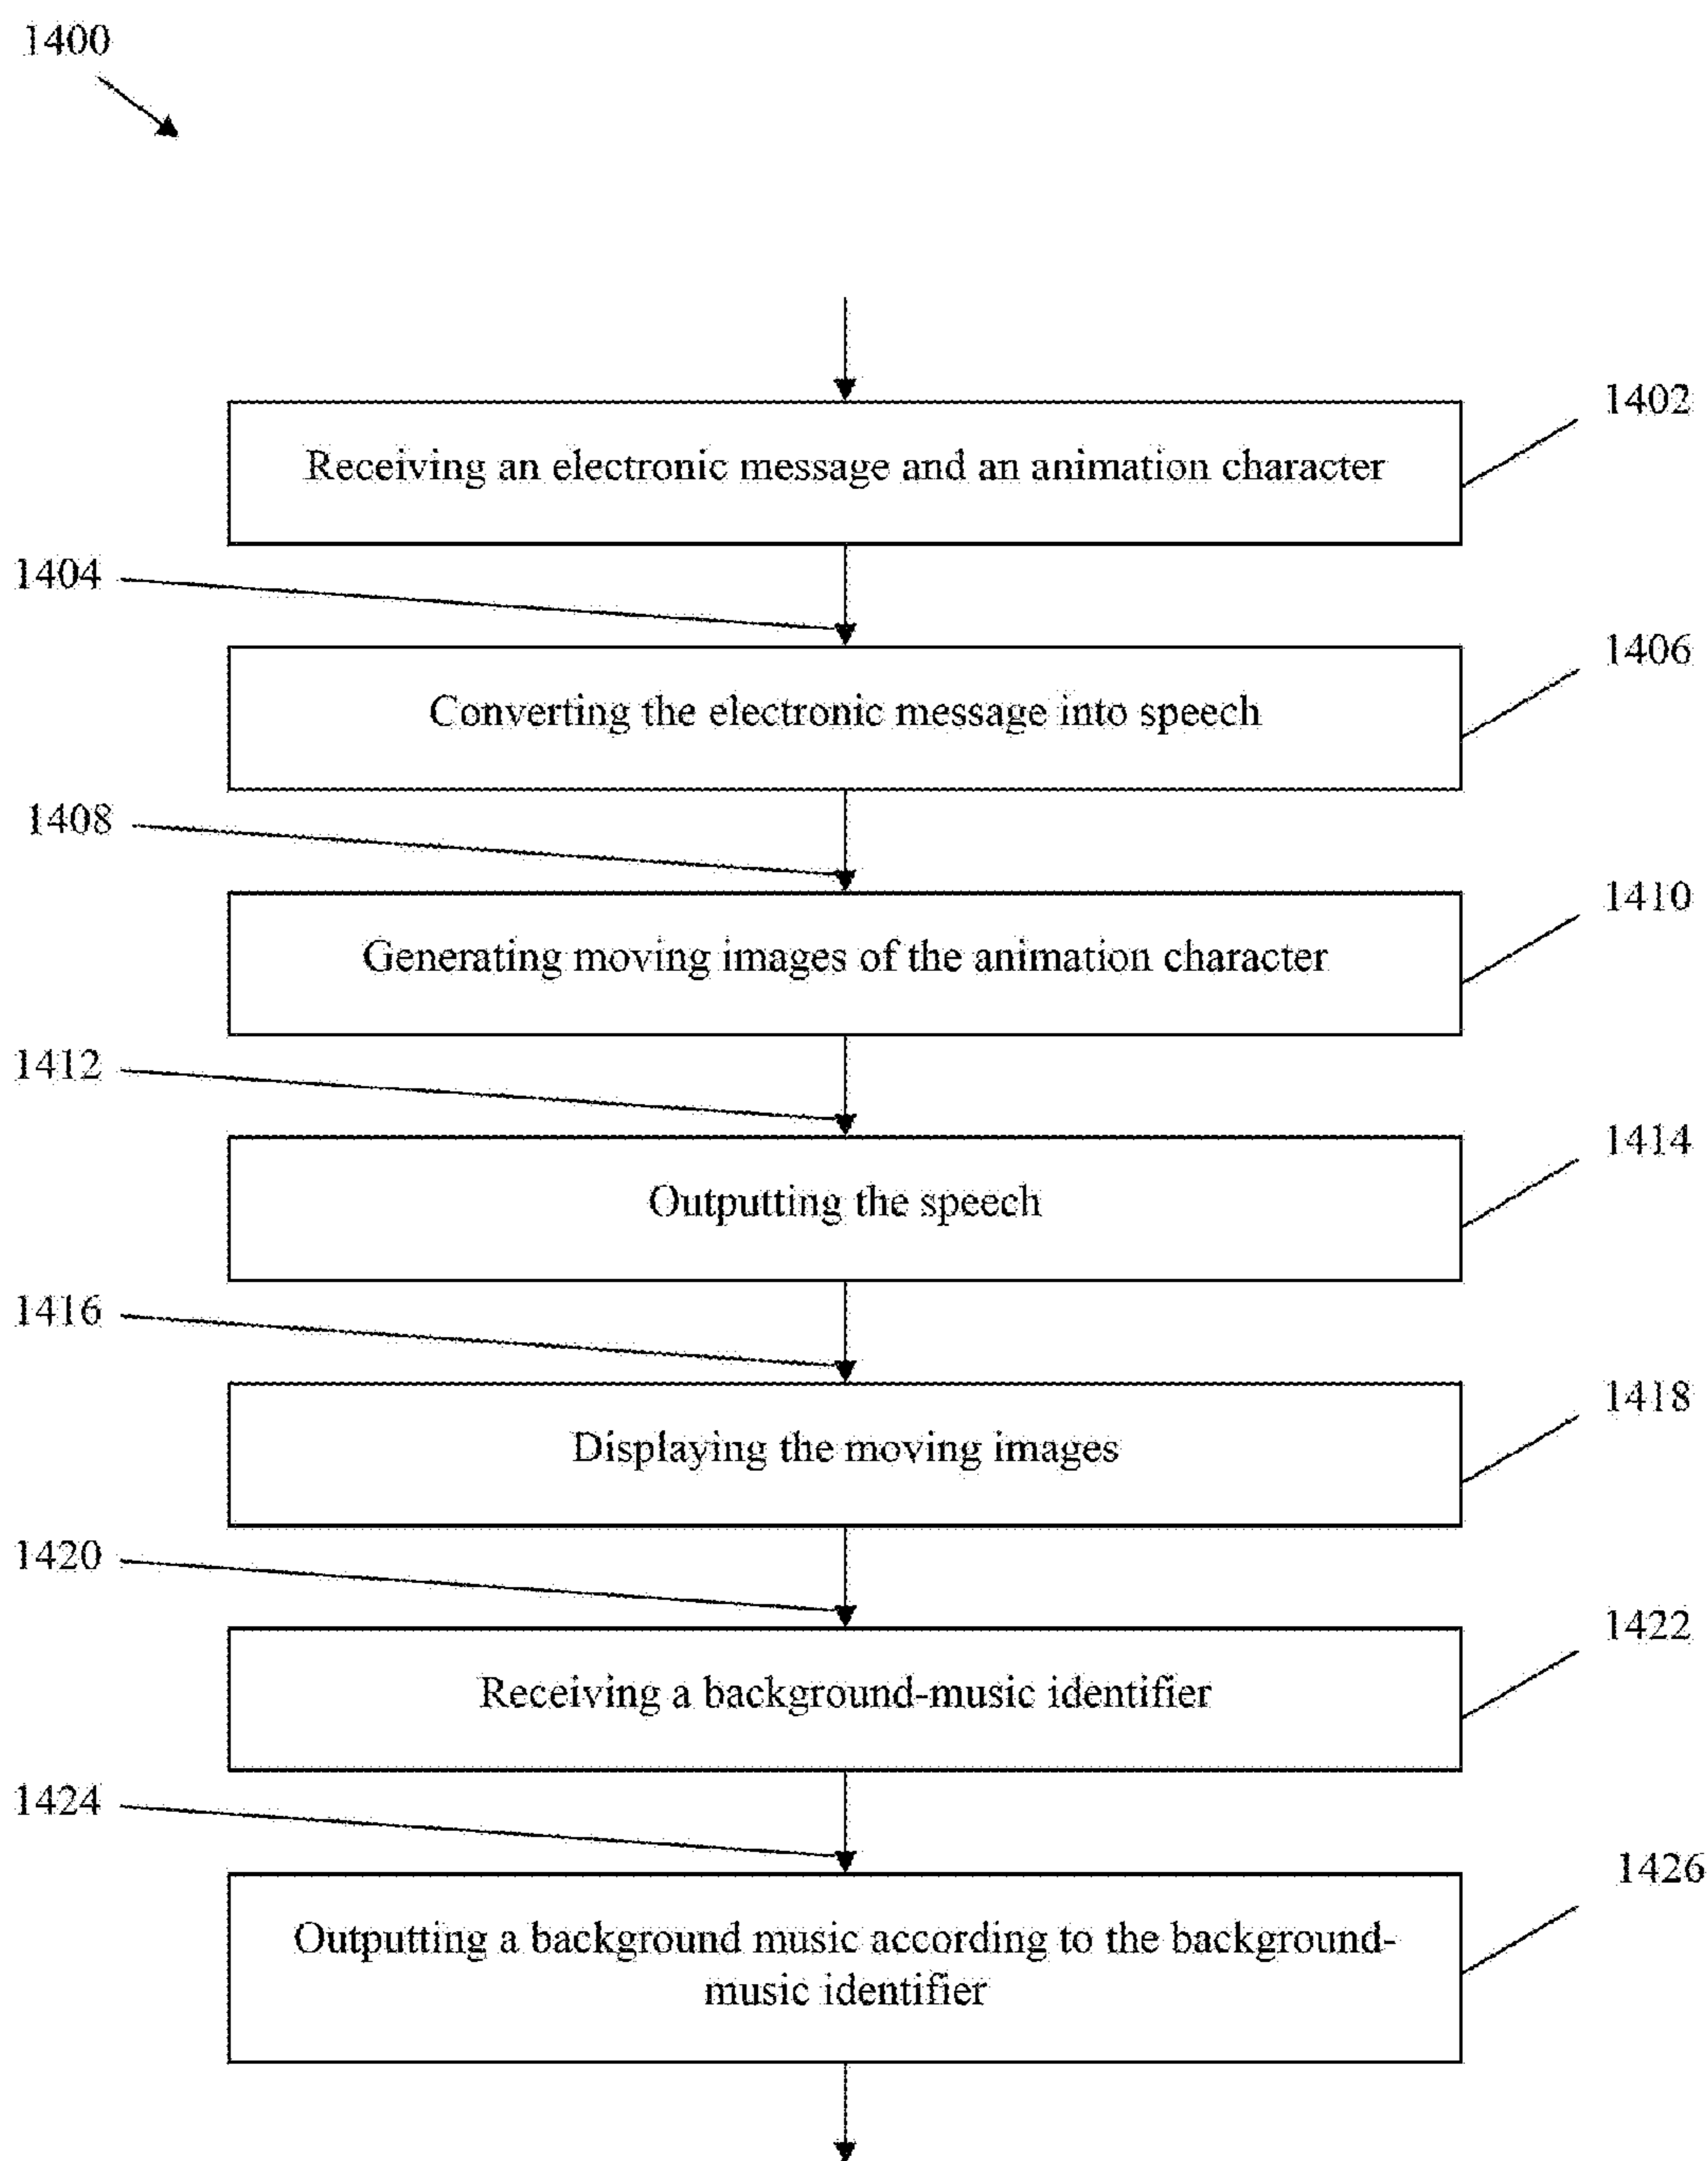 1400
1402
Receiving an electronic message and an animation character
1404
1406
Converting the electronic message into speech
1408
1410
Generating moving images of the animation character
1412
1414
Outputting the speech
1416
1418
Displaying the moving images
1420
1422
Receiving a background-music identifier
1424
1426
Outputting a background music according to the background-
music identifier